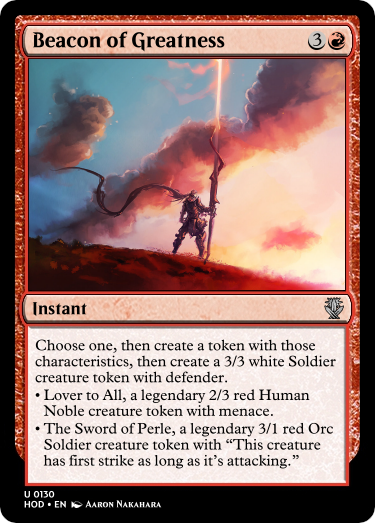 Beacon of Greatness 3
Instant
Choose one, then create a token with those
characteristics, then create a 3/3 white Soldier
creature token with defender.
• Lover to All, a legendary 2/3 red Human
Noble creature token with menace.
• The Sword of Perle, a legendary 3/1 red Orc
Soldier creature token with “This creature
has first strike as long as it’s attacking.”
U 0130
HOD • EN Aaron Nakahara